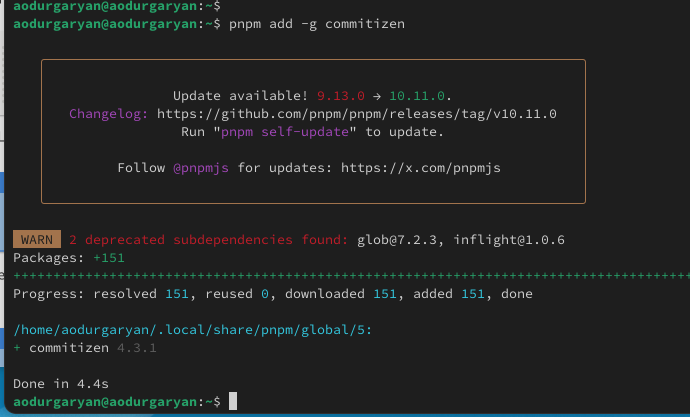 aodurgaryan@aodurgaryan:~$
aodurgaryan@aodurgaryan:~$ pnpm add -g commitizen
Update available! 9.13.0 → 10.11.0.
Changelog: https://github.com/pnpm/pnpm/releases/tag/v10.11.0
Run "pnpm self-update" to update.
Follow @pnpmjs for updates: https://x.com/pnpmjs
WARN 2 deprecated subdependencies found: glob@7.2.3, inflight@1.0.6
Packages: +151
++++++++++++++++++++++++++++++++++++++++++++++++++++++++++++++++++++++++++++++++++++
Progress: resolved 151, reused 0, downloaded 151, added 151, done
/home/aodurgaryan/.local/share/pnpm/global/5:
+ commitizen 4.3.1
Done in 4.4s
aodurgaryan@aodurgaryan:~$